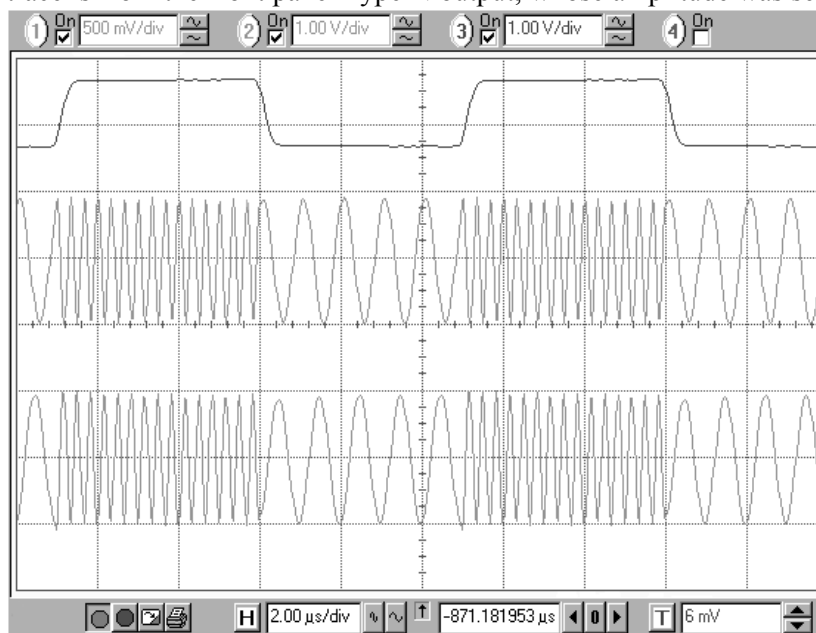 1 On 500 mV/div 2 On 1.00 V/div 3 On 1.00 V/div 4 On
H 2.00 µs/div -871.181953 µs 0 T 6 mV